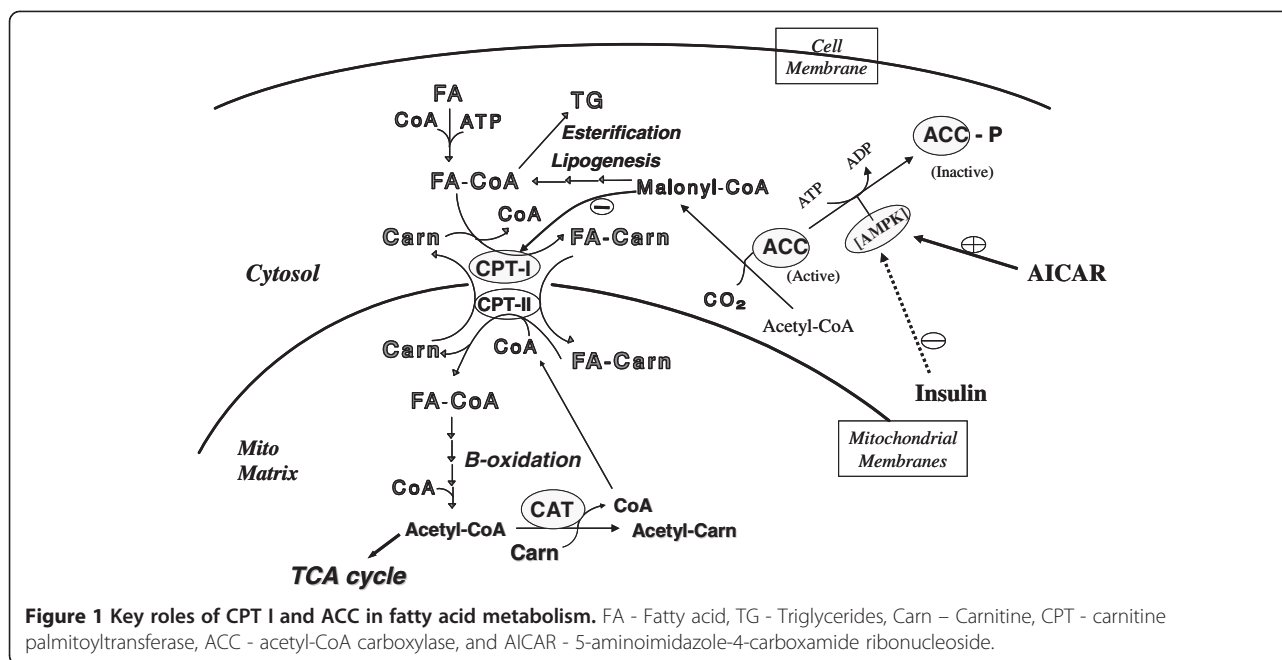 Cell
Membrane
FA
CoA
ATP
TG
Esterification
Lipogenesis
FA-CoA
Malonyl-CoA
ACC - P
(Inactive)
ADP
ATP
[AMPK]
AICAR
ACC
(Active)
CO2
Acetyl-CoA
Insulin
CoA
Carn
FA-Carn
CPT-I
Cytosol
CPT-II
Carn
CoA
FA-Carn
FA-CoA
Mitochondrial
Membranes
Mito
Matrix
B-oxidation
CoA
CAT
CoA
Acetyl-CoA
Acetyl-Carn
Carn
TCA cycle
Figure 1 Key roles of CPT I and ACC in fatty acid metabolism. FA - Fatty acid, TG - Triglycerides, Carn – Carnitine, CPT - carnitine
palmitoyltransferase, ACC - acetyl-CoA carboxylase, and AICAR - 5-aminoimidazole-4-carboxamide ribonucleoside.